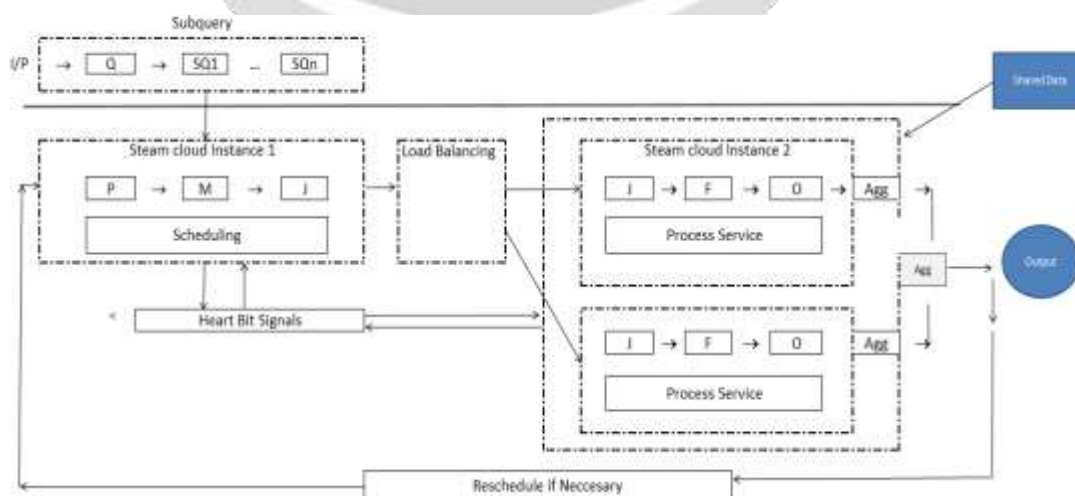 Subquery
I/P → Q → SQ1 ... SQn
Shared Data
Steam cloud Instance 1
P → M → J
Scheduling
Load Balancing
Steam cloud Instance 2
J → F → O → Agg
Process Service
Agg
Output
Heart Bit Signals
<
J → F → O → Agg
Process Service
Reschedule if Neccesary